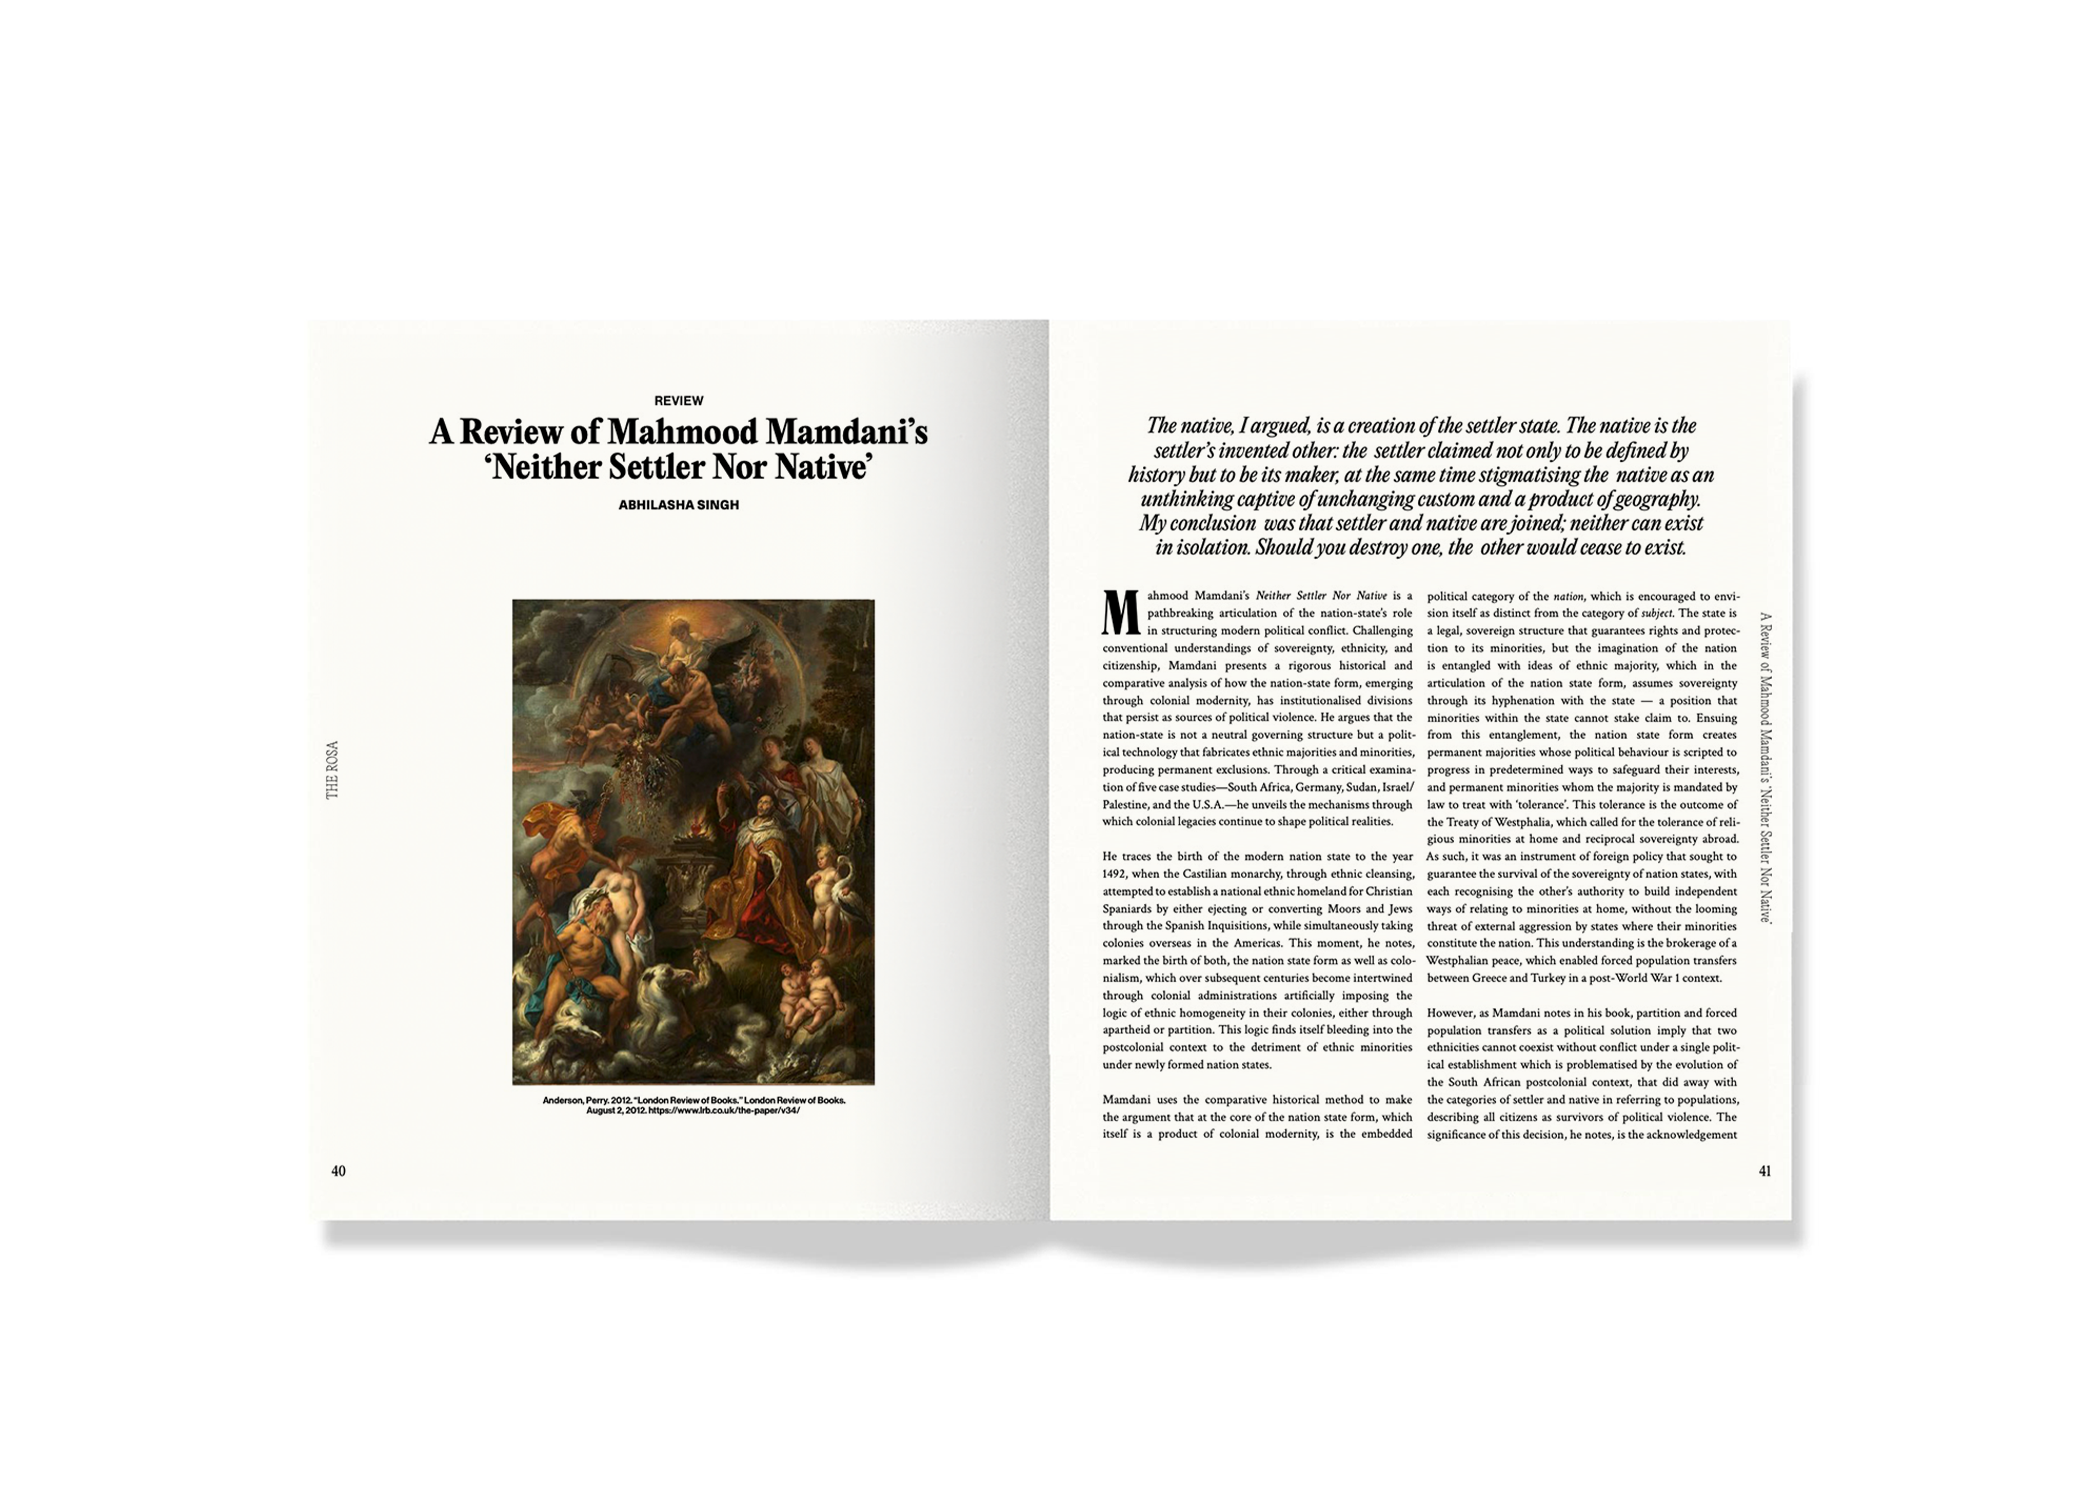 REVIEW
A Review of Mahmood Mamdani’s
‘Neither Settler Nor Native’
ABHILASHA SINGH
THE ROSA
Anderson, Perry. 2012. “London Review of Books.” London Review of Books.
August 2, 2012. https://www.lrb.co.uk/the-paper/v34/
40
The native, I argued, is a creation of the settler state. The native is the
settler’s invented other: the settler claimed not only to be defined by
history but to be its maker, at the same time stigmatising the native as an
unthinking captive of unchanging custom and a product of geography.
My conclusion was that settler and native are joined; neither can exist
in isolation. Should you destroy one, the other would cease to exist.
Mahmood Mamdani’s Neither Settler Nor Native is a
pathbreaking articulation of the nation-state’s role
in structuring modern political conflict. Challenging
conventional understandings of sovereignty, ethnicity, and
citizenship, Mamdani presents a rigorous historical and
comparative analysis of how the nation-state form, emerging
through colonial modernity, has institutionalised divisions
that persist as sources of political violence. He argues that the
nation-state is not a neutral governing structure but a polit-
ical technology that fabricates ethnic majorities and minorities,
producing permanent exclusions. Through a critical examina-
tion of five case studies—South Africa, Germany, Sudan, Israel/
Palestine, and the U.S.A.—he unveils the mechanisms through
which colonial legacies continue to shape political realities.
He traces the birth of the modern nation state to the year
1492, when the Castilian monarchy, through ethnic cleansing,
attempted to establish a national ethnic homeland for Christian
Spaniards by either ejecting or converting Moors and Jews
through the Spanish Inquisitions, while simultaneously taking
colonies overseas in the Americas. This moment, he notes,
marked the birth of both, the nation state form as well as colo-
nialism, which over subsequent centuries become intertwined
through colonial administrations artificially imposing the
logic of ethnic homogeneity in their colonies, either through
apartheid or partition. This logic finds itself bleeding into the
postcolonial context to the detriment of ethnic minorities
under newly formed nation states.
Mamdani uses the comparative historical method to make
the argument that at the core of the nation state form, which
itself is a product of colonial modernity, is the embedded
political category of the nation, which is encouraged to envi-
sion itself as distinct from the category of subject. The state is
a legal, sovereign structure that guarantees rights and protec-
tion to its minorities, but the imagination of the nation
is entangled with ideas of ethnic majority, which in the
articulation of the nation state form, assumes sovereignty
through its hyphenation with the state — a position that
minorities within the state cannot stake claim to. Ensuing
from this entanglement, the nation state form creates
permanent majorities whose political behaviour is scripted to
progress in predetermined ways to safeguard their interests,
and permanent minorities whom the majority is mandated by
law to treat with ‘tolerance’. This tolerance is the outcome of
the Treaty of Westphalia, which called for the tolerance of reli-
gious minorities at home and reciprocal sovereignty abroad.
As such, it was an instrument of foreign policy that sought to
guarantee the survival of the sovereignty of nation states, with
each recognising the other’s authority to build independent
ways of relating to minorities at home, without the looming
threat of external aggression by states where their minorities
constitute the nation. This understanding is the brokerage of a
Westphalian peace, which enabled forced population transfers
between Greece and Turkey in a post-World War 1 context.
However, as Mamdani notes in his book, partition and forced
population transfers as a political solution imply that two
ethnicities cannot coexist without conflict under a single polit-
ical establishment which is problematised by the evolution of
the South African postcolonial context, that did away with
the categories of settler and native in referring to populations,
describing all citizens as survivors of political violence. The
significance of this decision, he notes, is the acknowledgement
A Review of Mahmood Mamdani’s ‘Neither Settler Nor Native’
41